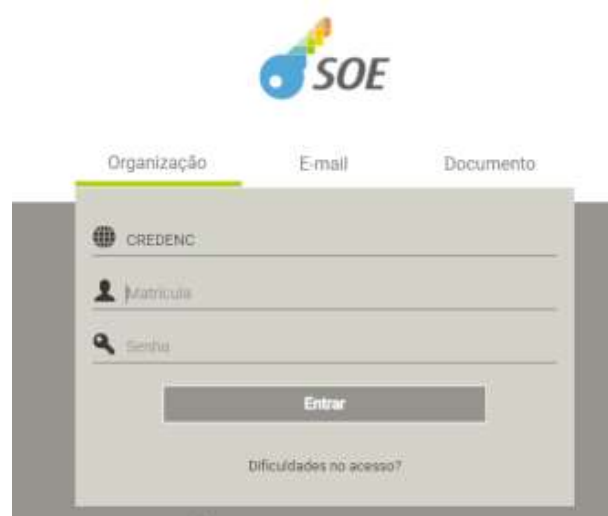 SOE
Organização E-mail Documento
CREDENC
Matrícula
Senha
Entrar
Dificuldades no acesso?